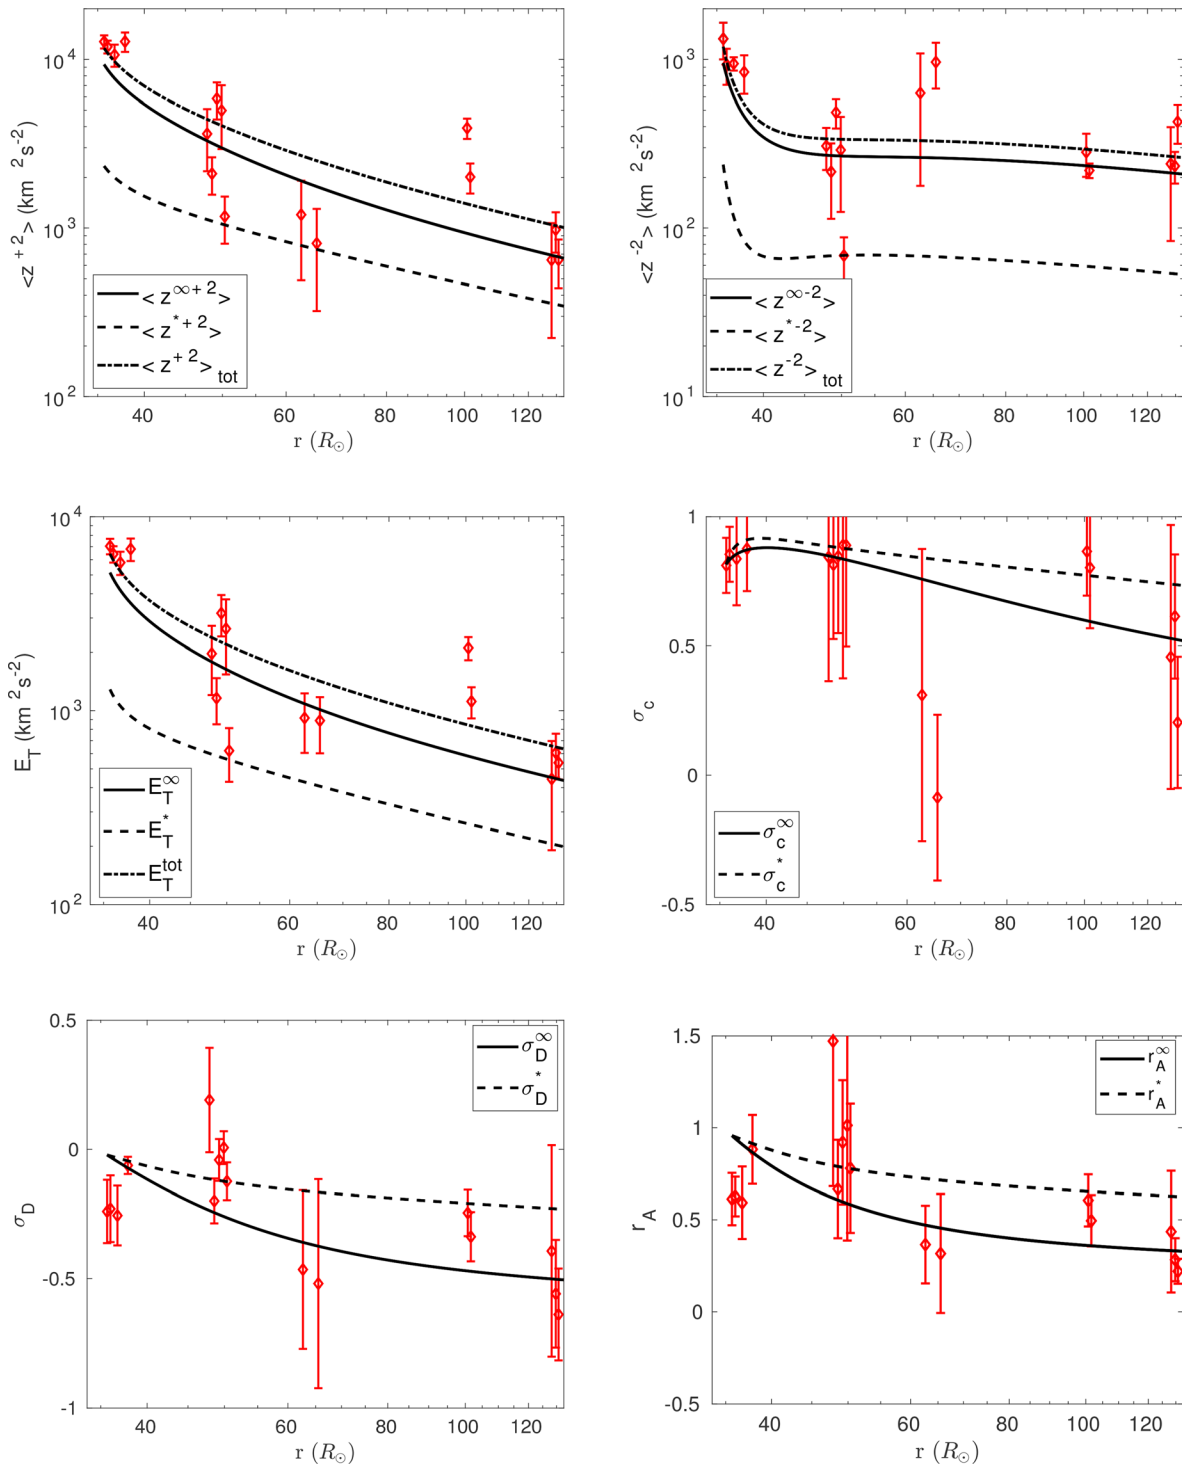 10^4
10^3
10^2
<z^{+2}> (km^2 s^{-2})
<z^{∞+2}>
<z^{*+2}>
<z^{+2}>_{tot}
40 60 80 100 120
r (R_⊙)
10^3
10^2
10^1
<z^{-2}> (km^2 s^{-2})
<z^{∞-2}>
<z^{*-2}>
<z^{-2}>_{tot}
40 60 80 100 120
r (R_⊙)
10^4
10^3
10^2
E_T (km^2 s^{-2})
E_T^∞
E_T^*
E_T^{tot}
40 60 80 100 120
r (R_⊙)
1
0.5
0
-0.5
σ_c
σ_c^∞
σ_c^*
40 60 80 100 120
r (R_⊙)
0.5
0
-0.5
-1
σ_D
σ_D^∞
σ_D^*
40 60 80 100 120
r (R_⊙)
1.5
1
0.5
0
-0.5
r_A
r_A^∞
r_A^*
40 60 80 100 120
r (R_⊙)